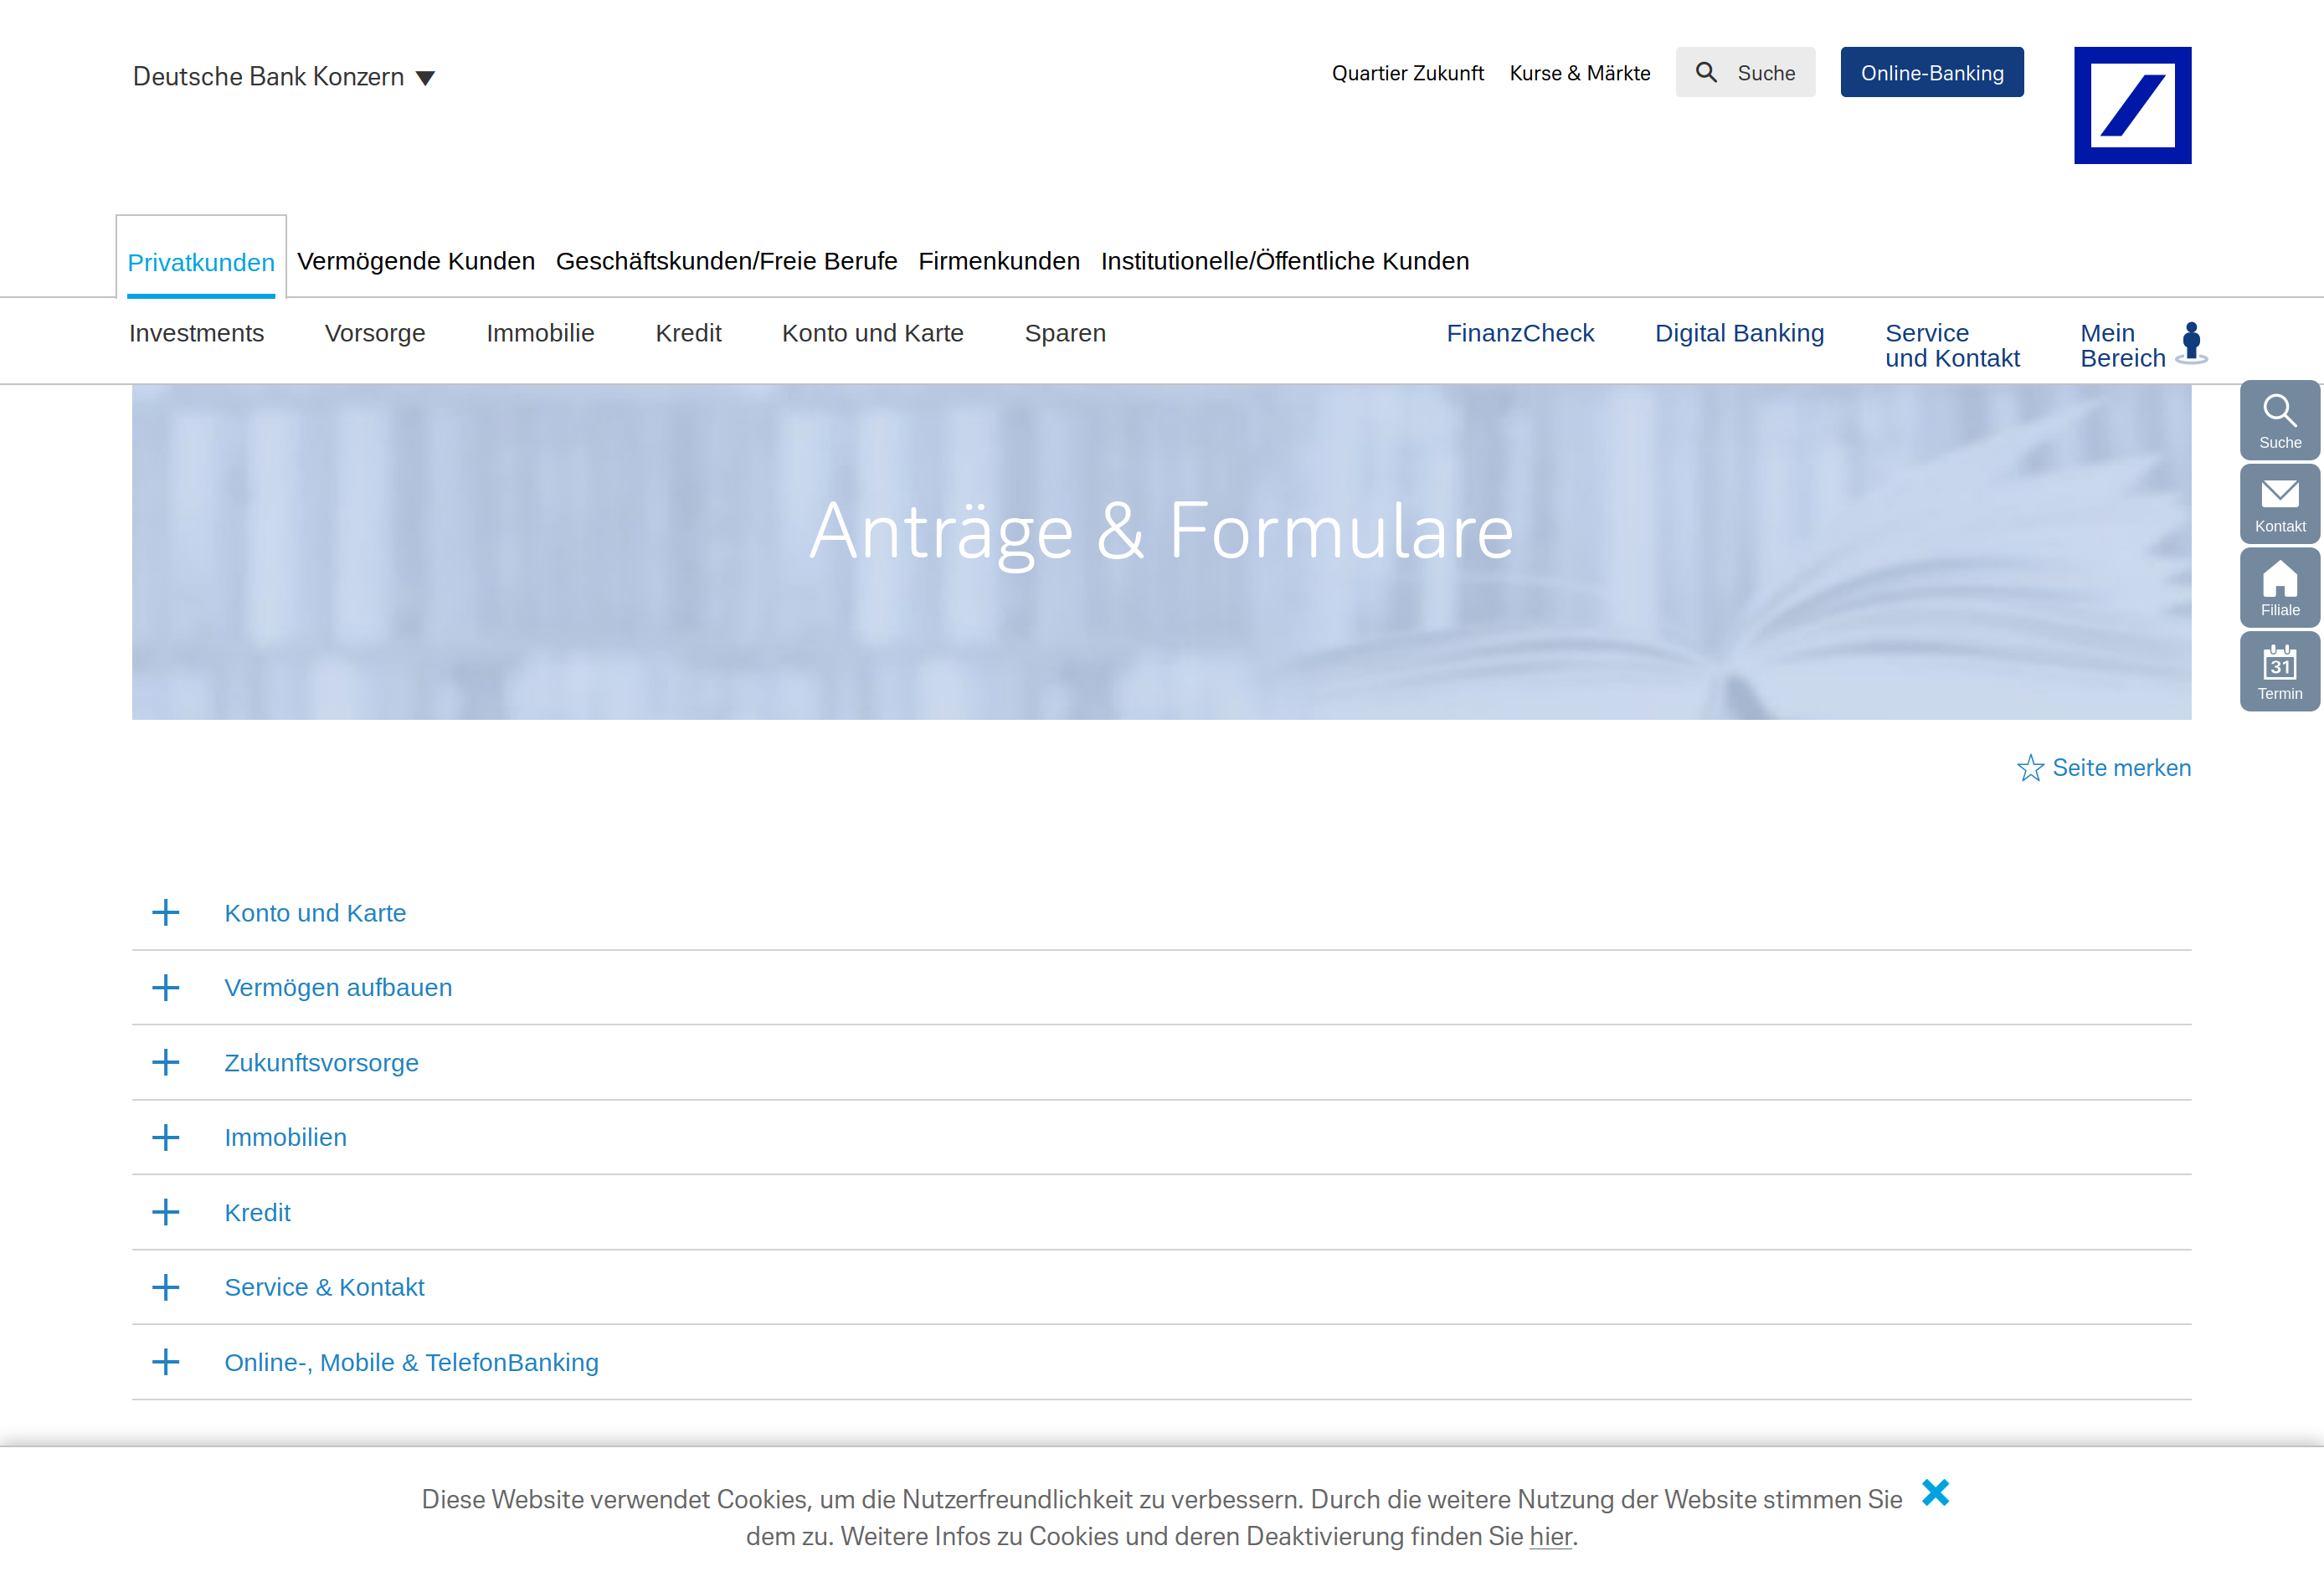 Deutsche Bank Konzern
Quartier Zukunft
Kurse & Märkte
Suche
Online-Banking
Privatkunden
Vermögende Kunden
Geschäftskunden/Freie Berufe
Firmenkunden
Institutionelle/Öffentliche Kunden
Investments
Vorsorge
Immobilie
Kredit
Konto und Karte
Sparen
FinanzCheck
Digital Banking
Service
und Kontakt
Mein
Bereich
Suche
Kontakt
Filiale
31
Termin
Anträge & Formulare
Seite merken
Konto und Karte
Vermögen aufbauen
Zukunftsvorsorge
Immobilien
Kredit
Service & Kontakt
Online-, Mobile & TelefonBanking
Diese Website verwendet Cookies, um die Nutzerfreundlichkeit zu verbessern. Durch die weitere Nutzung der Website stimmen Sie
dem zu. Weitere Infos zu Cookies und deren Deaktivierung finden Sie hier.